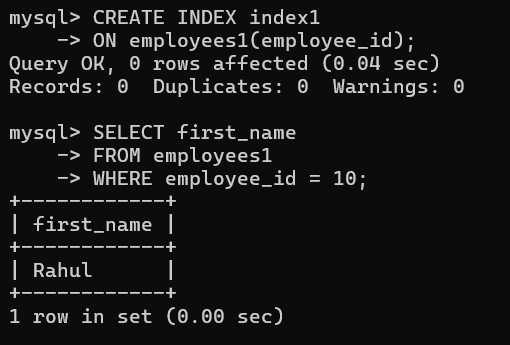 mysql> CREATE INDEX index1
    -> ON employees1(employee_id);
Query OK, 0 rows affected (0.04 sec)
Records: 0  Duplicates: 0  Warnings: 0

mysql> SELECT first_name
    -> FROM employees1
    -> WHERE employee_id = 10;
+------------+
| first_name |
+------------+
| Rahul      |
+------------+
1 row in set (0.00 sec)